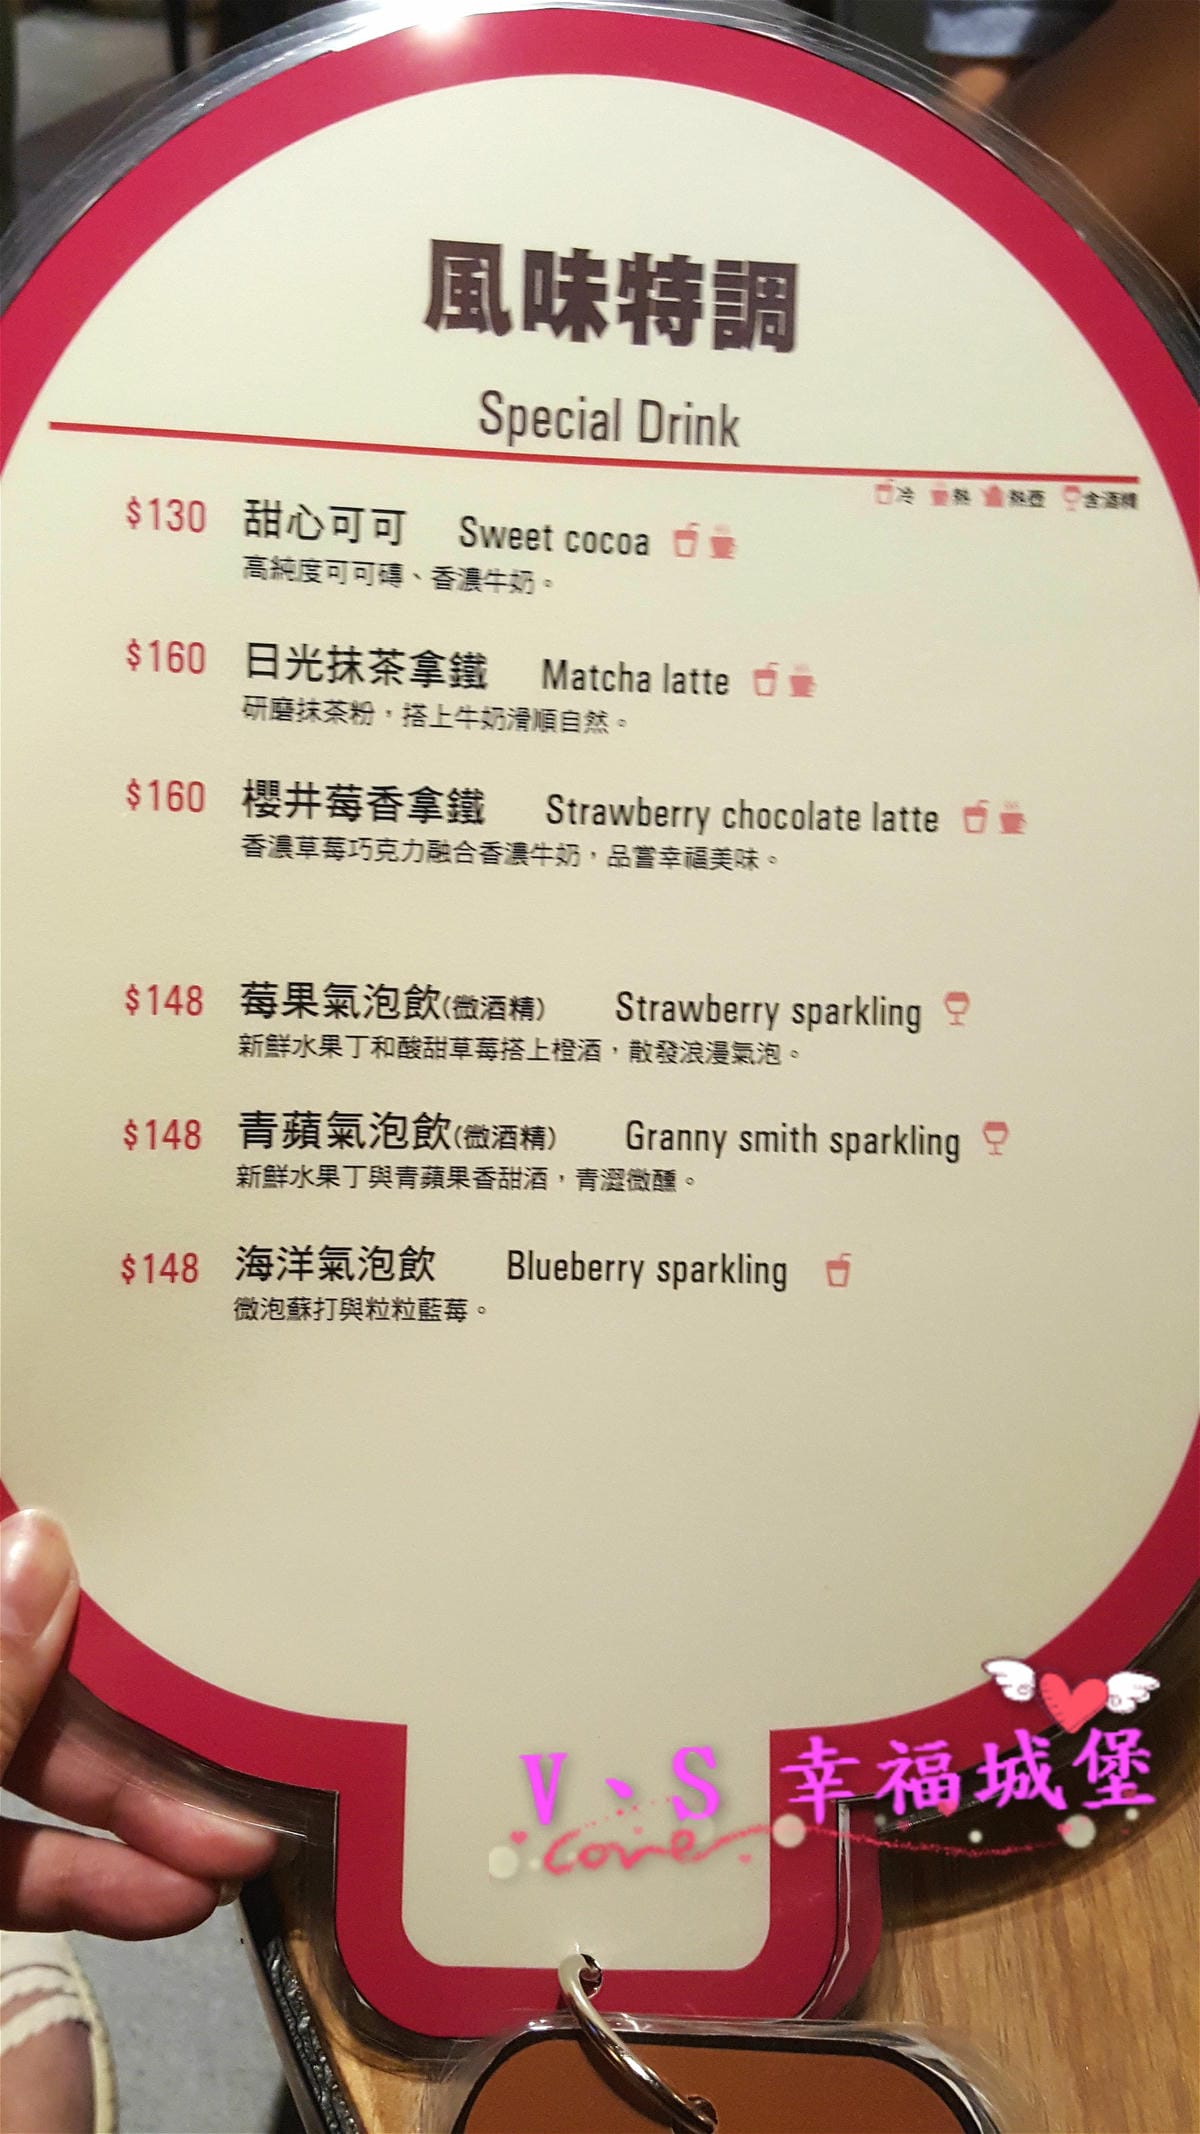 風味特調
Special Drink
冷 熱 熱壺 含酒精
$130 甜心可可 Sweet cocoa
高純度可可磚、香濃牛奶。
$160 日光抹茶拿鐵 Matcha latte
研磨抹茶粉，搭上牛奶滑順自然。
$160 櫻井莓香拿鐵 Strawberry chocolate latte
香濃草莓巧克力融合香濃牛奶，品嘗幸福美味。
$148 莓果氣泡飲(微酒精) Strawberry sparkling
新鮮水果丁和酸甜草莓搭上橙酒，散發浪漫氣泡。
$148 青蘋氣泡飲(微酒精) Granny smith sparkling
新鮮水果丁與青蘋果香甜酒，青澀微醺。
$148 海洋氣泡飲 Blueberry sparkling
微泡蘇打與粒粒藍莓。
V、S 幸福城堡